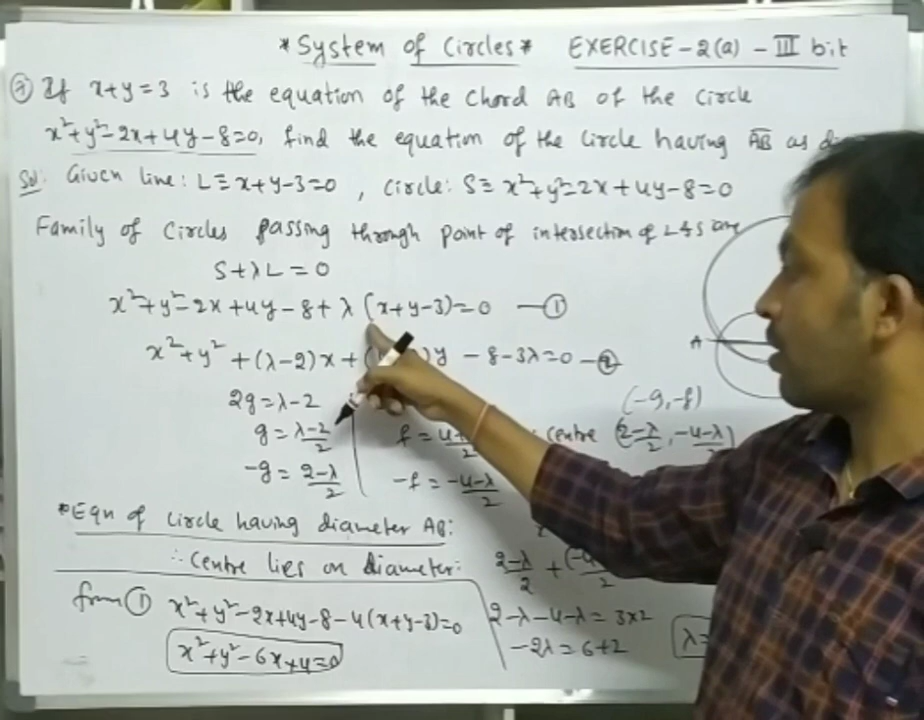 *System of Circles* EXERCISE-2(a) - III bit
⑦ If x+y=3 is the equation of the chord AB of the circle
x²+y²-2x+4y-8=0, find the equation of the circle having AB̅ as
Sol: Given line: L≡x+y-3=0, circle: S≡x²+y²-2x+4y-8=0
Family of Circles passing through point of intersection of L & S are
S+λL=0
x²+y²-2x+4y-8+λ(x+y-3)=0 —①
x²+y²+(λ-2)x+( )y-8-3λ=0 —②
2g=λ-2
(-g,-f)
g=λ-2/2 f= centre (2-λ/2, -4-λ/2)
-g=2-λ/2 -f=-4-λ/2
A
*Eqn of Circle having diameter AB:
∴ Centre lies on diameter:
2-λ/2 +
from ① x²+y²-2x+4y-8-4(x+y-3)=0
2-λ-4-λ=3x2
x²+y²-6x+4=0
-2λ=6+2
λ=